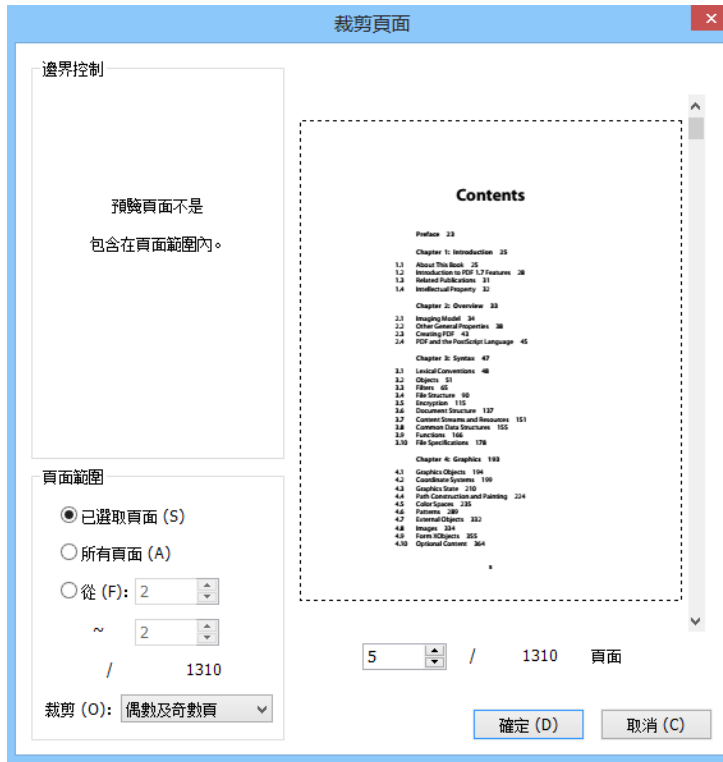 裁剪頁面
邊界控制
預覽頁面不是
包含在頁面範圍內。
頁面範圍
已選取頁面 (S)
所有頁面 (A)
從 (F): 2
~ 2
/ 1310
裁剪 (O): 偶數及奇數頁
Contents
Preface 23
Chapter 1: Introduction 25
1.1 About This Book 25
1.2 Introduction to PDF 1.7 Features 28
1.3 Related Publications 31
1.4 Intellectual Property 32
Chapter 2: Overview 33
2.1 Imaging Model 34
2.2 Other General Properties 38
2.3 Creating PDF 43
2.4 PDF and the PostScript Language 45
Chapter 3: Syntax 47
3.1 Lexical Conventions 48
3.2 Objects 51
3.3 Filters 65
3.4 File Structure 90
3.5 Encryption 115
3.6 Document Structure 137
3.7 Content Streams and Resources 151
3.8 Common Data Structures 155
3.9 Functions 166
3.10 File Specifications 178
Chapter 4: Graphics 193
4.1 Graphics Objects 194
4.2 Coordinate Systems 199
4.3 Graphics State 210
4.4 Path Construction and Painting 224
4.5 Color Spaces 235
4.6 Patterns 289
4.7 External Objects 332
4.8 Images 334
4.9 Form XObjects 355
4.10 Optional Content 364
5 / 1310 頁面
確定 (D)
取消 (C)